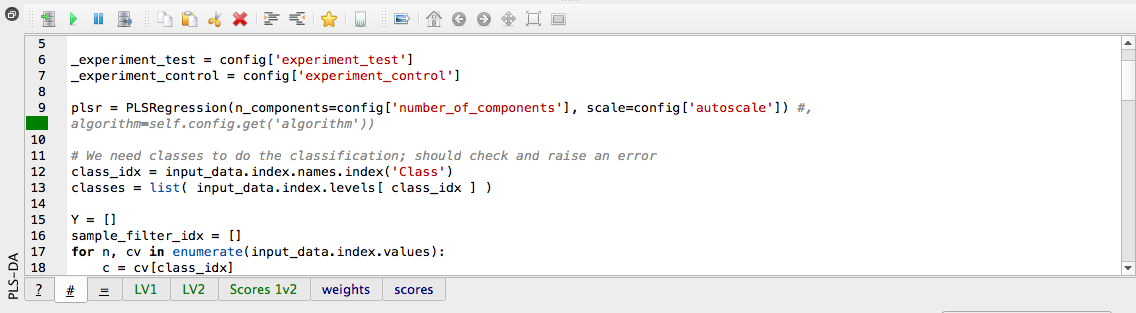 5
6 _experiment_test = config['experiment_test']
7 _experiment_control = config['experiment_control']
8
9 plsr = PLSRegression(n_components=config['number_of_components'], scale=config['autoscale']) #,
algorithm=self.config.get('algorithm'))
10
11 # We need classes to do the classification; should check and raise an error
12 class_idx = input_data.index.names.index('Class')
13 classes = list( input_data.index.levels[ class_idx ] )
14
15 Y = []
16 sample_filter_idx = []
17 for n, cv in enumerate(input_data.index.values):
18 c = cv[class_idx]
PLS-DA
? # = LV1 LV2 Scores 1v2 weights scores